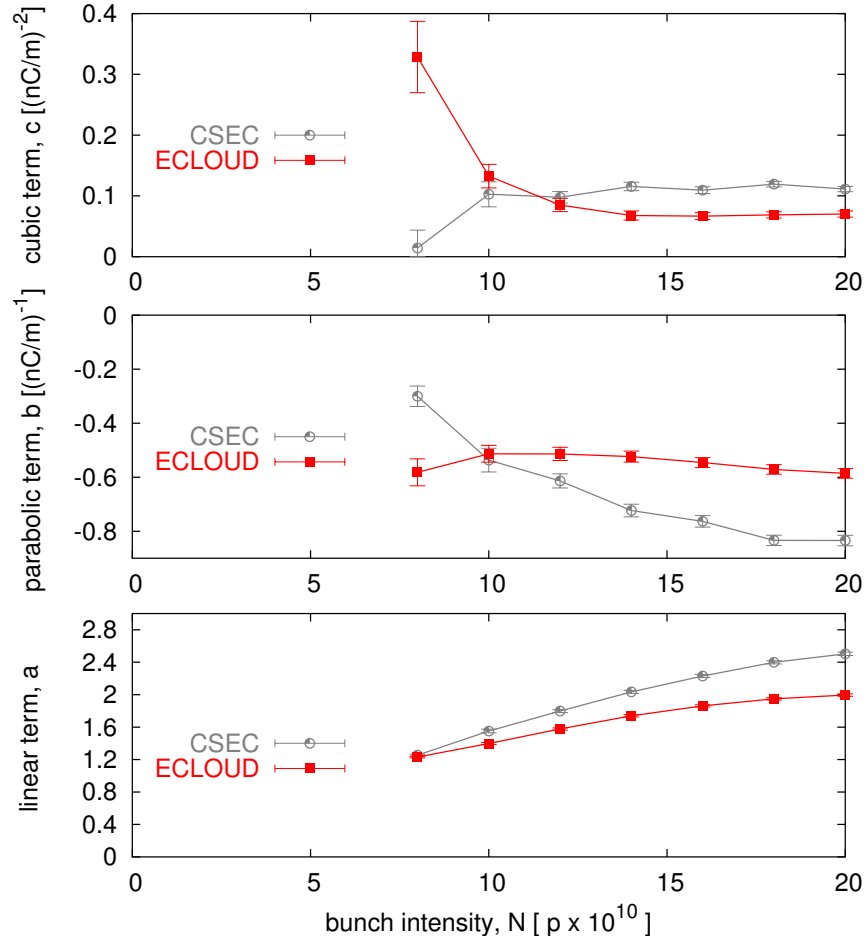 0.4
0.3
0.2
0.1
0
cubic term, c [(nC/m)⁻²]
CSEC
ECLOUD
0 5 10 15 20
0
-0.2
-0.4
-0.6
-0.8
parabolic term, b [(nC/m)⁻¹]
CSEC
ECLOUD
0 5 10 15 20
2.8
2.4
2
1.6
1.2
0.8
0.4
0
linear term, a
CSEC
ECLOUD
0 5 10 15 20
bunch intensity, N [ p x 10¹⁰ ]